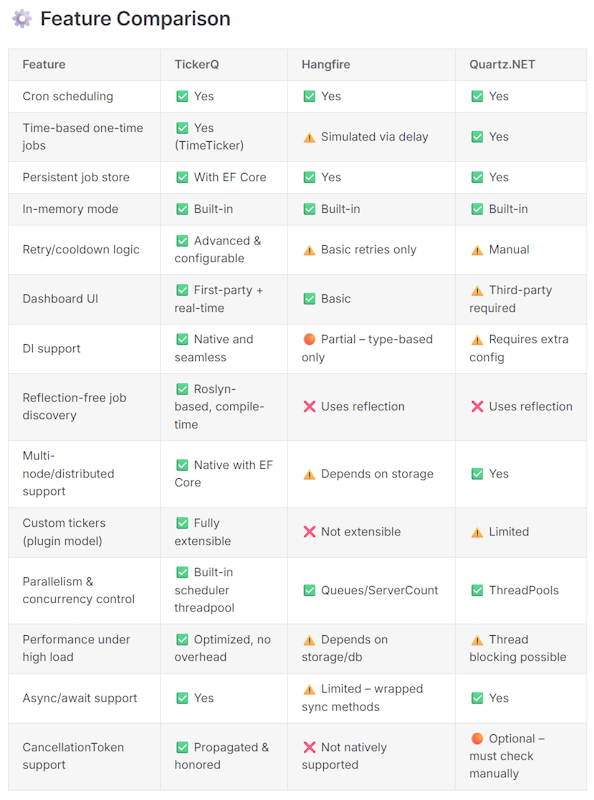 Feature Comparison
Feature TickerQ Hangfire Quartz.NET
Cron scheduling Yes Yes Yes
Time-based one-time
jobs
Yes
(TimeTicker)
Simulated via delay
Yes
Persistent job store With EF Core Yes Yes
In-memory mode Built-in Built-in Built-in
Retry/cooldown logic
Advanced &
configurable
Basic retries only
Manual
Dashboard UI
First-party +
real-time
Basic
Third-party
required
DI support
Native and
seamless
Partial – type-based
only
Requires extra
config
Reflection-free job
discovery
Roslyn-
based, compile-
time
Uses reflection
Uses reflection
Multi-
node/distributed
support
Native with EF
Core
Depends on storage
Yes
Custom tickers
(plugin model)
Fully
extensible
Not extensible
Limited
Parallelism &
concurrency control
Built-in
scheduler
threadpool
Queues/ServerCount
ThreadPools
Performance under
high load
Optimized, no
overhead
Depends on
storage/db
Thread
blocking possible
Async/await support
Yes
Limited – wrapped
sync methods
Yes
CancellationToken
support
Propagated &
honored
Not natively
supported
Optional –
must check
manually